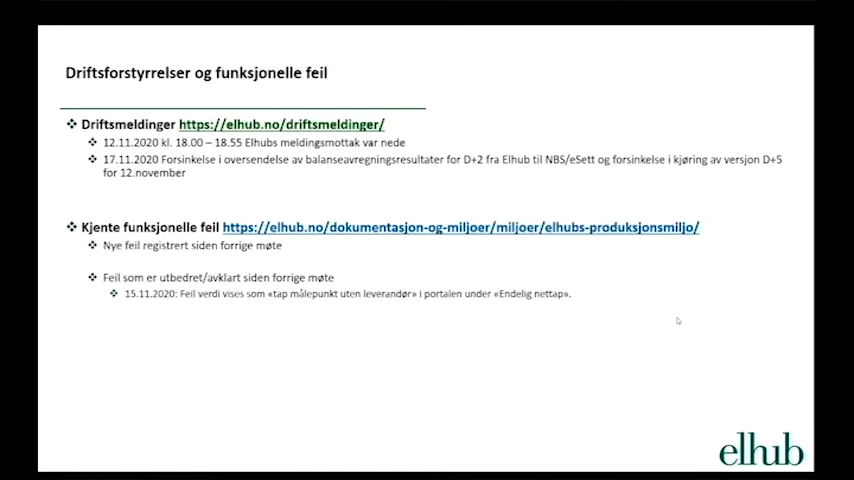 Driftsforstyrrelser og funksjonelle feil
Driftsmeldinger https://elhub.no/driftsmeldinger/
12.11.2020 kl. 18.00 – 18.55 Elhubs meldingsmottak var nede
17.11.2020 Forsinkelse i oversendelse av balanseavregningsresultater for D+2 fra Elhub til NBS/eSett og forsinkelse i kjøring av versjon D+5
for 12.november
Kjente funksjonelle feil https://elhub.no/dokumentasjon-og-miljoer/miljoer/elhubs-produksjonsmiljo/
Nye feil registrert siden forrige møte
Feil som er utbedret/avklart siden forrige møte
15.11.2020: Feil verdi vises som «tap målepunkt uten leverandør» i portalen under «Endelig nettap».
elhub